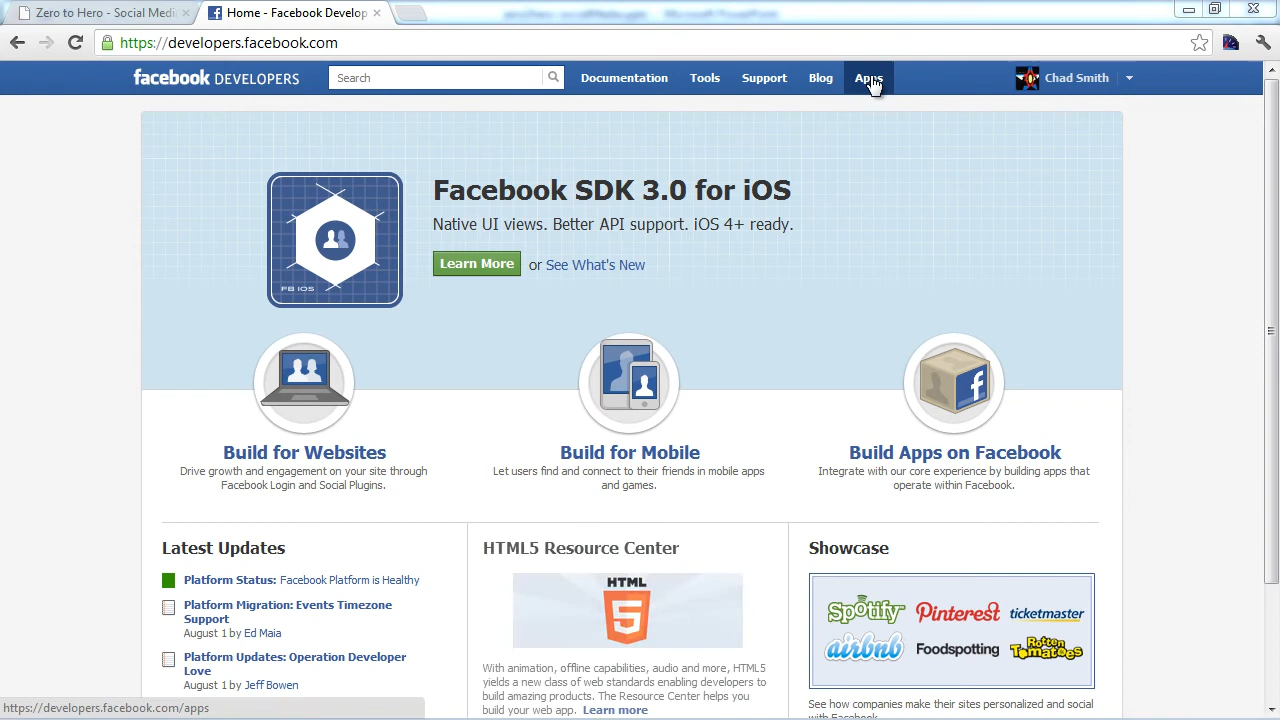 Zero to Hero - Social Medi
Home - Facebook Develop
https://developers.facebook.com
facebook DEVELOPERS
Search
Documentation
Tools
Support
Blog
Apps
Chad Smith
Facebook SDK 3.0 for iOS
Native UI views. Better API support. iOS 4+ ready.
Learn More or See What's New
FB IOS
Build for Websites
Drive growth and engagement on your site through
Facebook Login and Social Plugins.
Build for Mobile
Let users find and connect to their friends in mobile apps
and games.
Build Apps on Facebook
Integrate with our core experience by building apps that
operate within Facebook.
Latest Updates
Platform Status: Facebook Platform is Healthy
Platform Migration: Events Timezone
Support
August 1 by Ed Maia
Platform Updates: Operation Developer
Love
August 1 by Jeff Bowen
HTML5 Resource Center
HTML
5
With animation, offline capabilities, audio and more, HTML5
yields a new class of web standards enabling developers to
build amazing products. The Resource Center helps you
build your web app. Learn more
Showcase
Spotify
Pinterest
ticketmaster
airbnb
Foodspotting
Rotten
Tomatoes
See how companies make their sites personalized and social
with Facebook
https://developers.facebook.com/apps